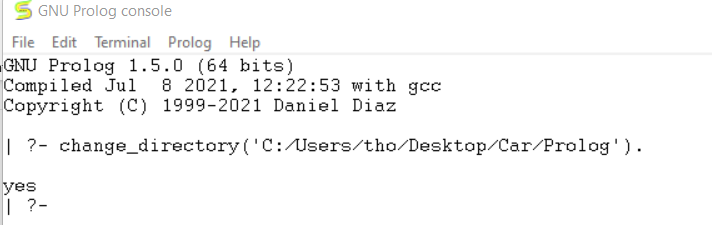 GNU Prolog console
File Edit Terminal Prolog Help
GNU Prolog 1.5.0 (64 bits)
Compiled Jul  8 2021, 12:22:53 with gcc
Copyright (C) 1999-2021 Daniel Diaz
| ?- change_directory('C:/Users/tho/Desktop/Car/Prolog').
yes
| ?-